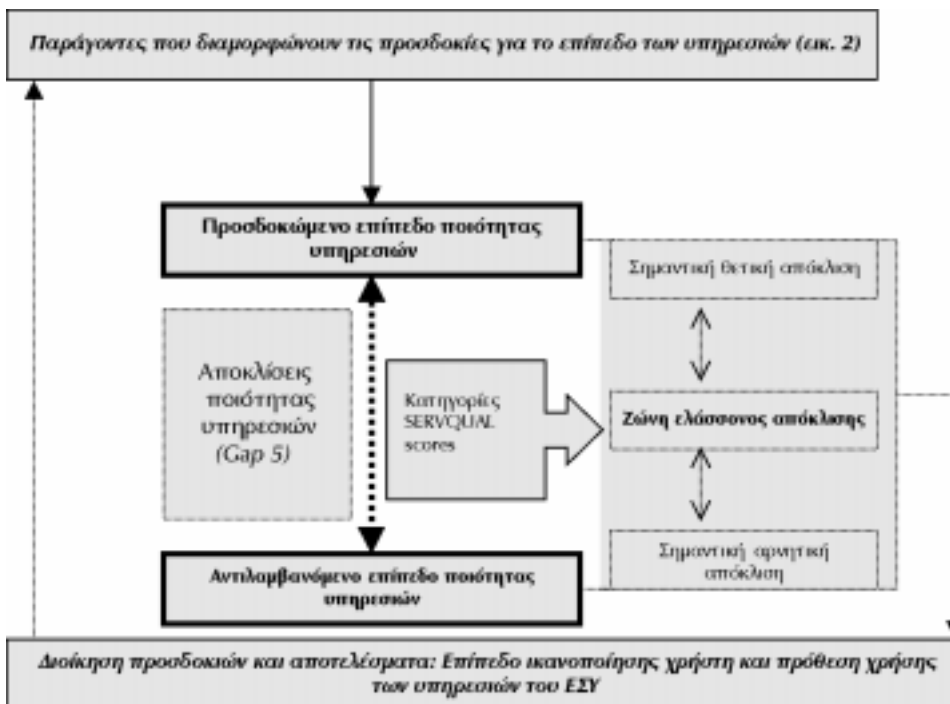 Παράγοντες που διαμορφώνουν τις προσδοκίες για το επίπεδο των υπηρεσιών (εικ. 2)
Προσδοκώμενο επίπεδο ποιότητας
υπηρεσιών
Σημαντική θετική απόκλιση
Αποκλίσεις
ποιότητας
υπηρεσιών
(Gap 5)
Κατηγορίες
SERVQUAL
scores
Ζώνη ελάσσονος απόκλισης
Σημαντική αρνητική
απόκλιση
Αντιλαμβανόμενο επίπεδο ποιότητας
υπηρεσιών
Διοίκηση προσδοκιών και αποτελέσματα: Επίπεδο ικανοποίησης χρήστη και πρόθεση χρήσης
των υπηρεσιών του ΕΣΥ